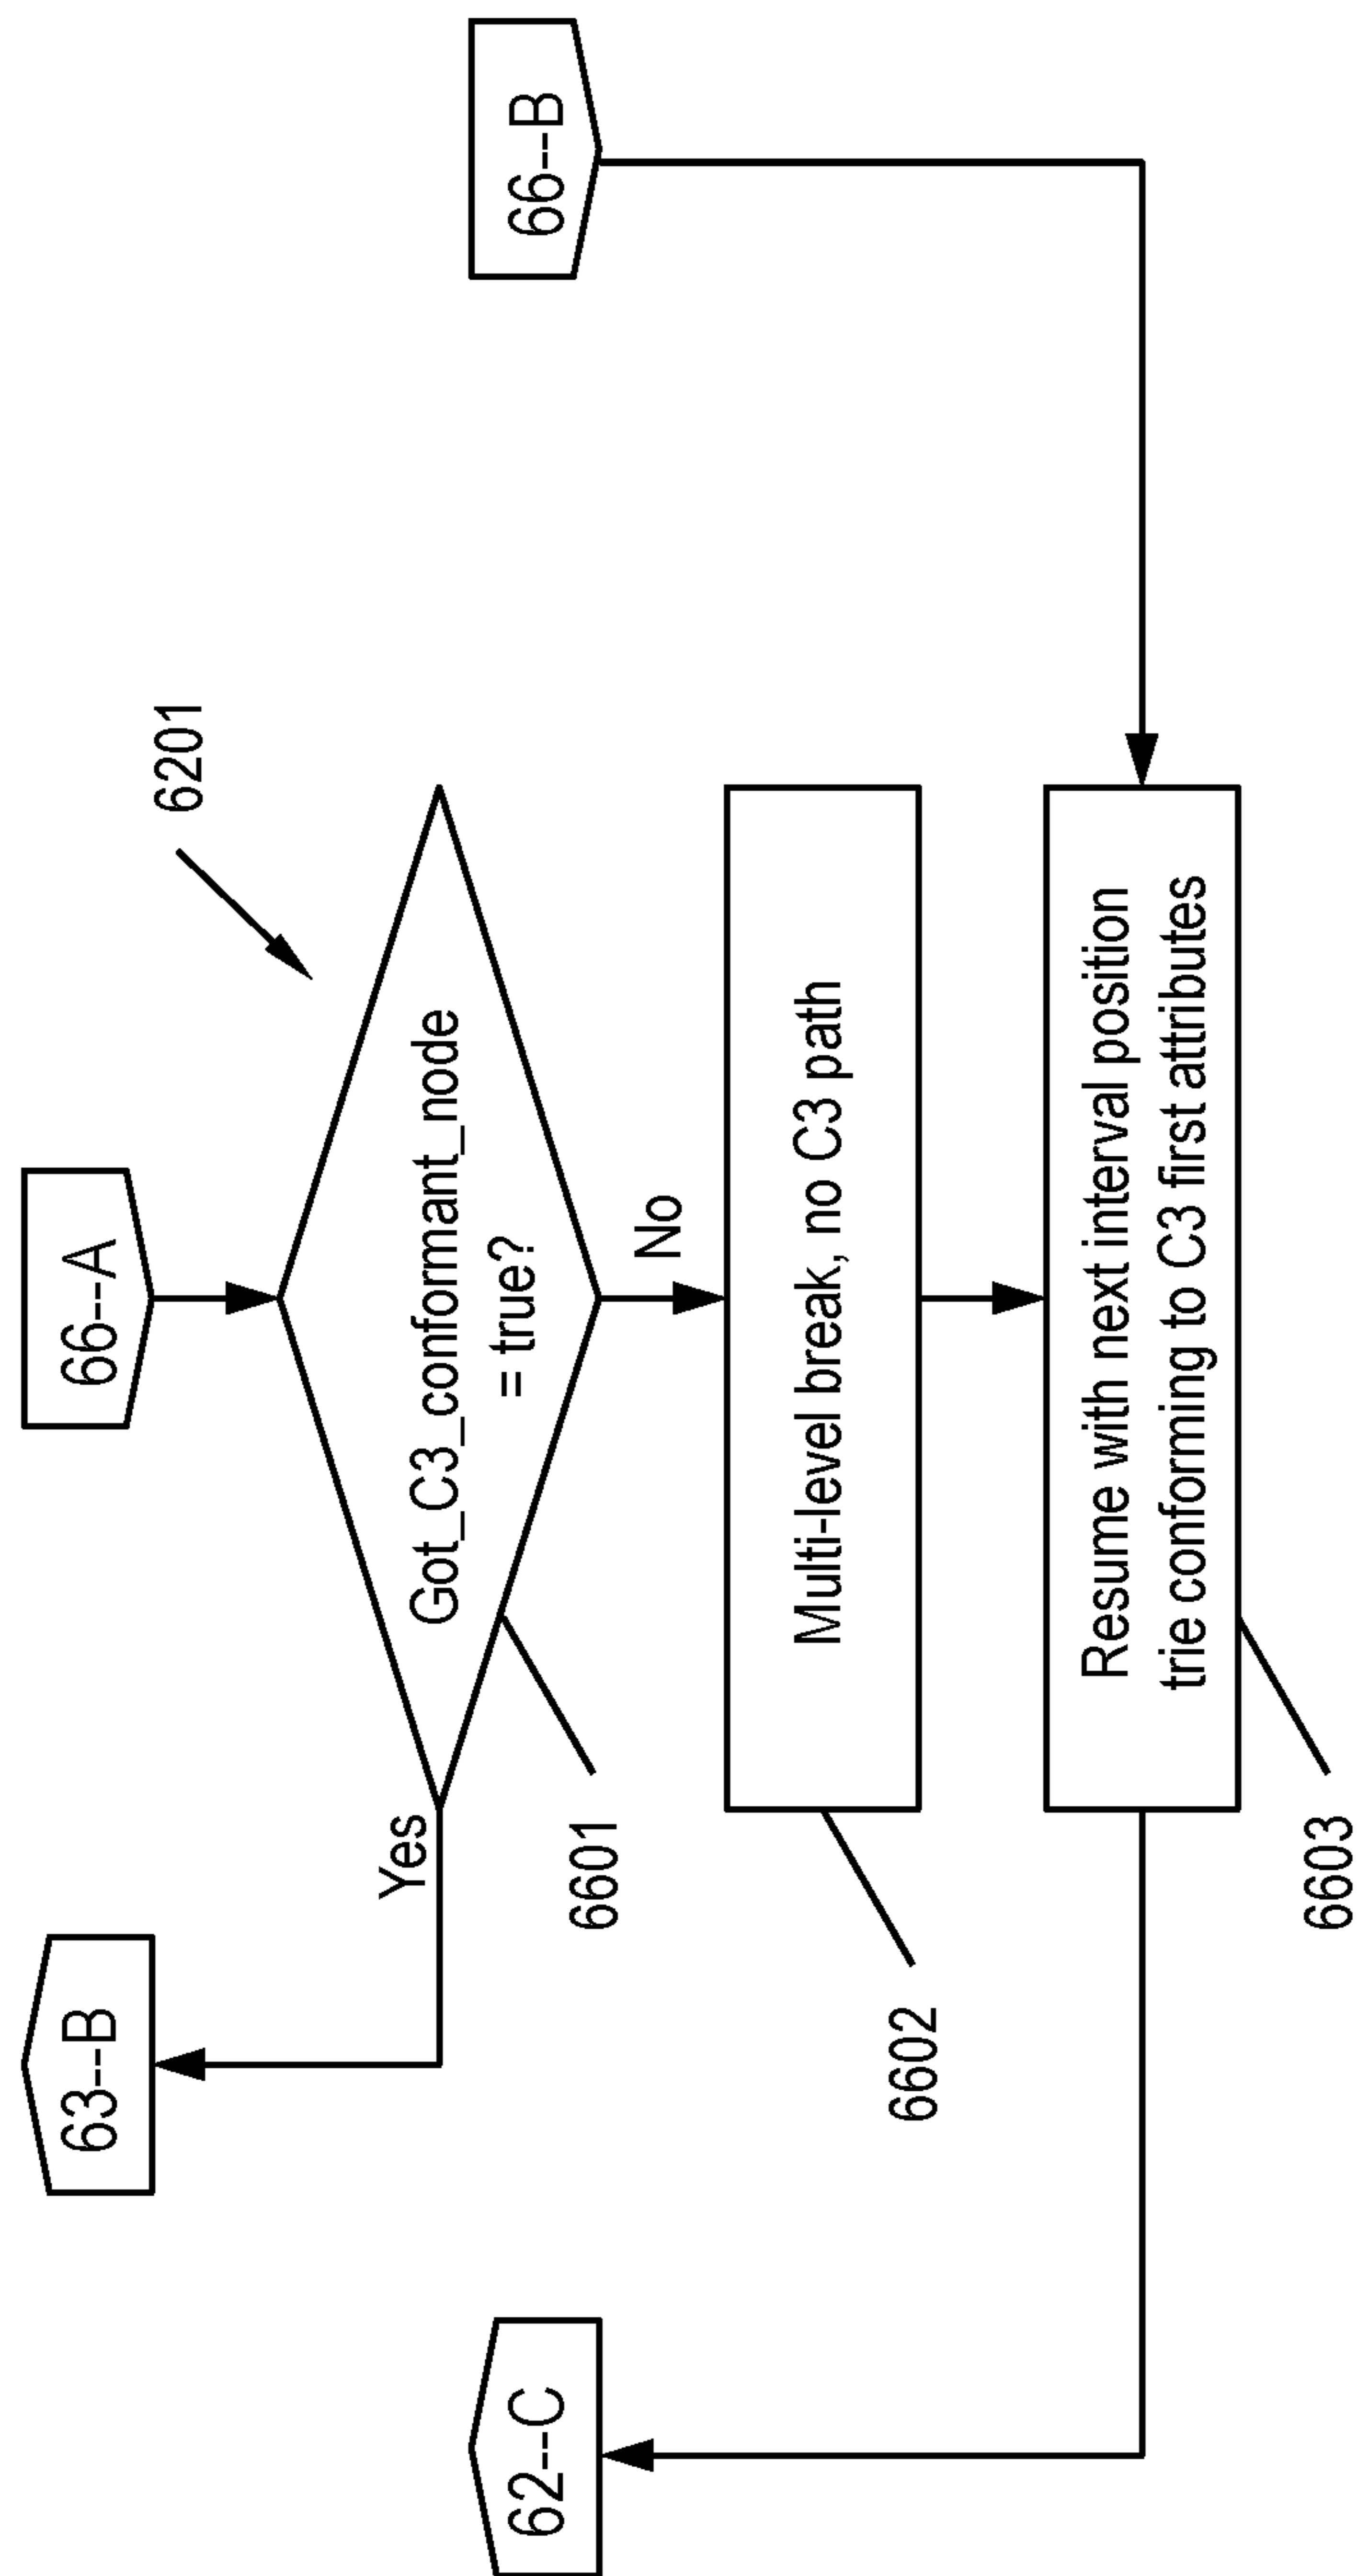 66--A
63--B
6201
Got_C3_conformant_node
= true?
Yes
6601
No
62--C
66--B
Multi-level break, no C3 path
6602
Resume with next interval position
trie conforming to C3 first attributes
6603